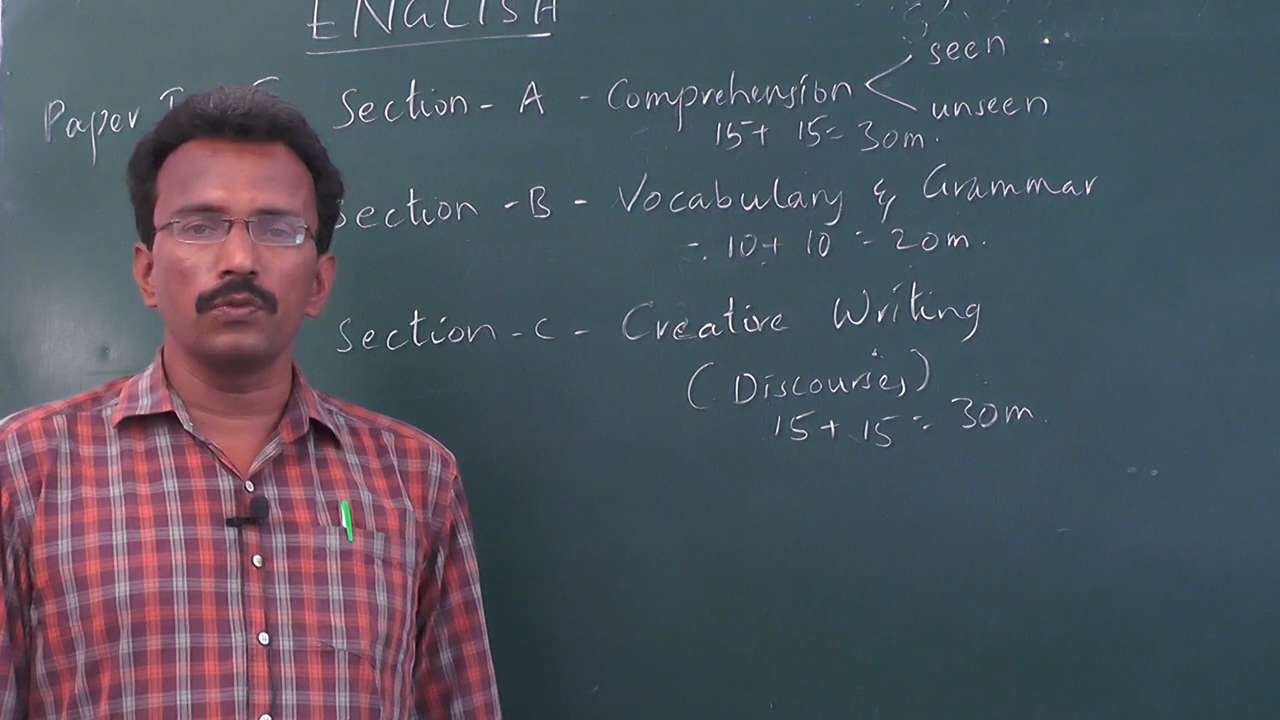 ENGLISH
Paper Section - A - Comprehension < seen
unseen
15 + 15 = 30m.
Section - B - Vocabulary & Grammar
- 10 + 10 = 20m.
Section - C - Creative Writing
(Discourses)
15 + 15 = 30m.